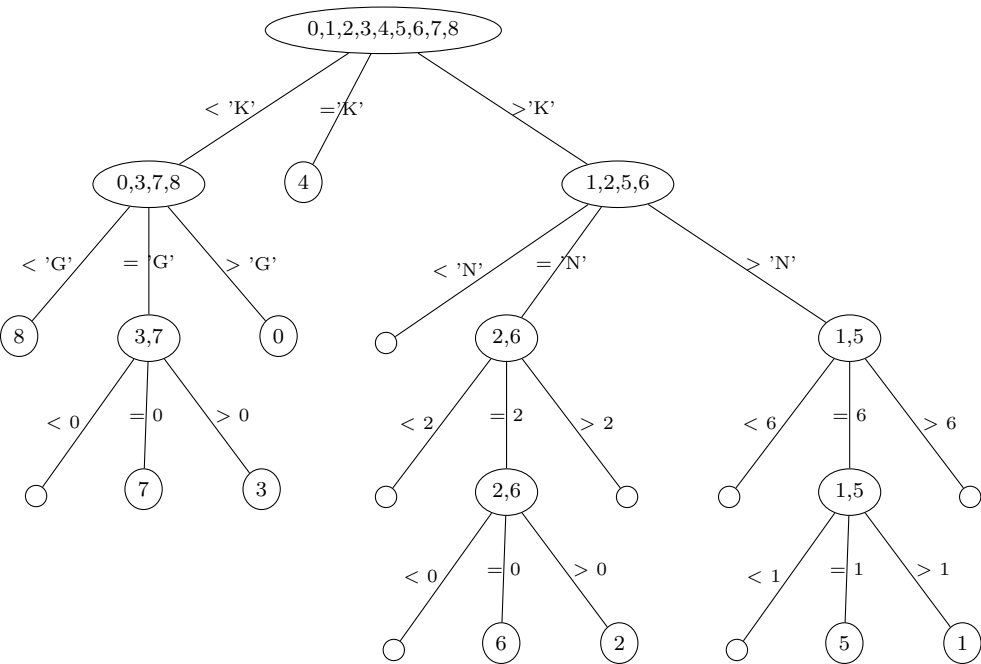 0,1,2,3,4,5,6,7,8
< 'K' ='K' >'K'
0,3,7,8 4 1,2,5,6
< 'G' = 'G' > 'G' < 'N' = 'N' > 'N'
8 3,7 0 2,6 1,5
< 0 = 0 > 0 < 2 = 2 > 2 < 6 = 6 > 6
7 3 2,6 1,5
< 0 = 0 > 0 < 1 = 1 > 1
6 2 5 1